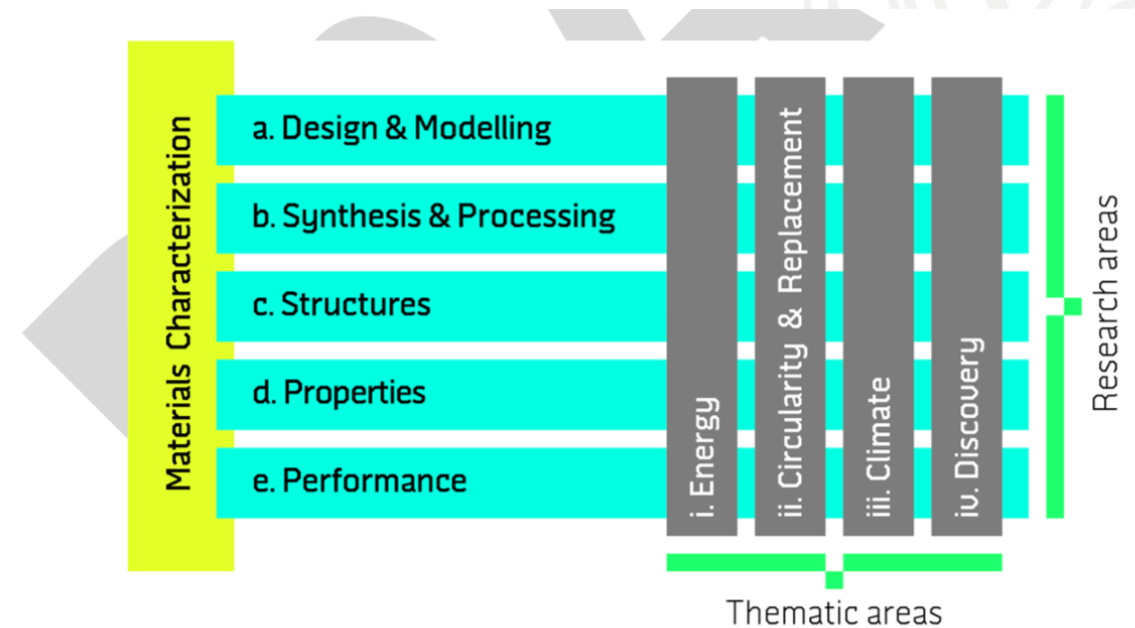 Materials Characterization
a. Design & Modelling
b. Synthesis & Processing
c. Structures
d. Properties
e. Performance
i. Energy
ii. Circularity & Replacement
iii. Climate
iv. Discovery
Research areas
Thematic areas